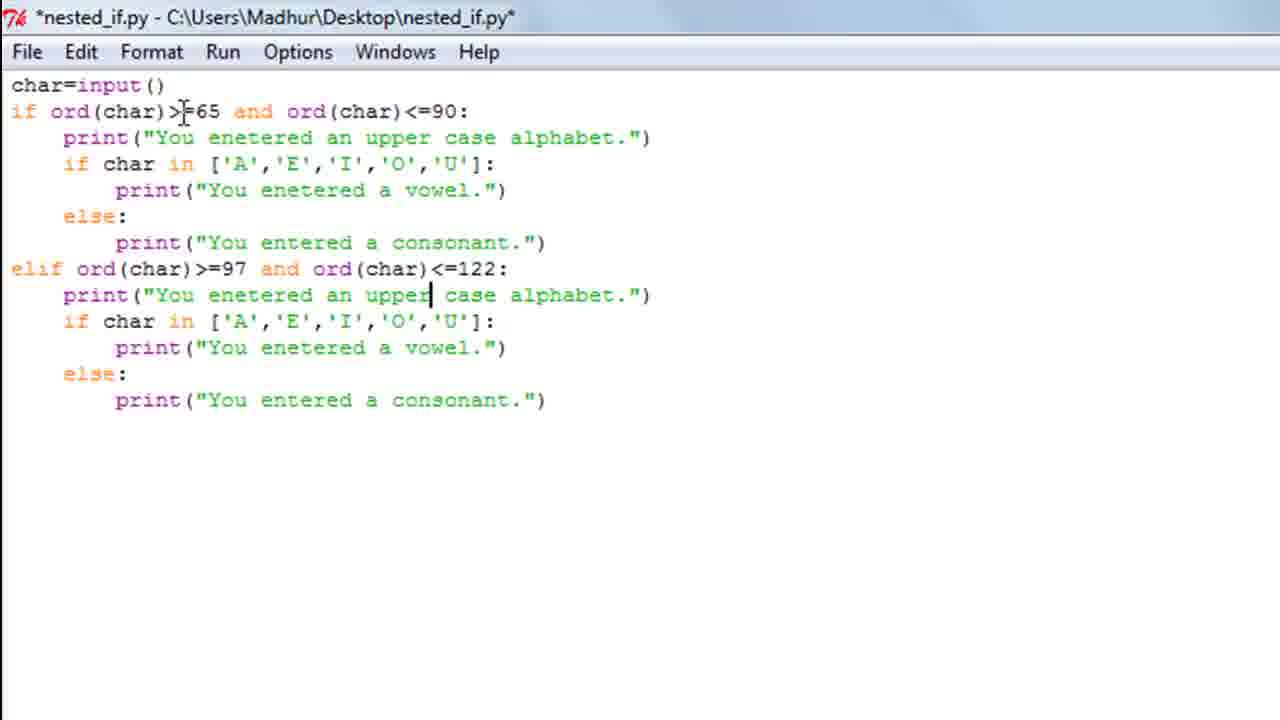 *nested_if.py - C:\Users\Madhur\Desktop\nested_if.py*
File Edit Format Run Options Windows Help
char=input()
if ord(char)>=65 and ord(char)<=90:
    print("You enetered an upper case alphabet.")
    if char in ['A','E','I','O','U']:
        print("You enetered a vowel.")
    else:
        print("You entered a consonant.")
elif ord(char)>=97 and ord(char)<=122:
    print("You enetered an upper case alphabet.")
    if char in ['A','E','I','O','U']:
        print("You enetered a vowel.")
    else:
        print("You entered a consonant.")